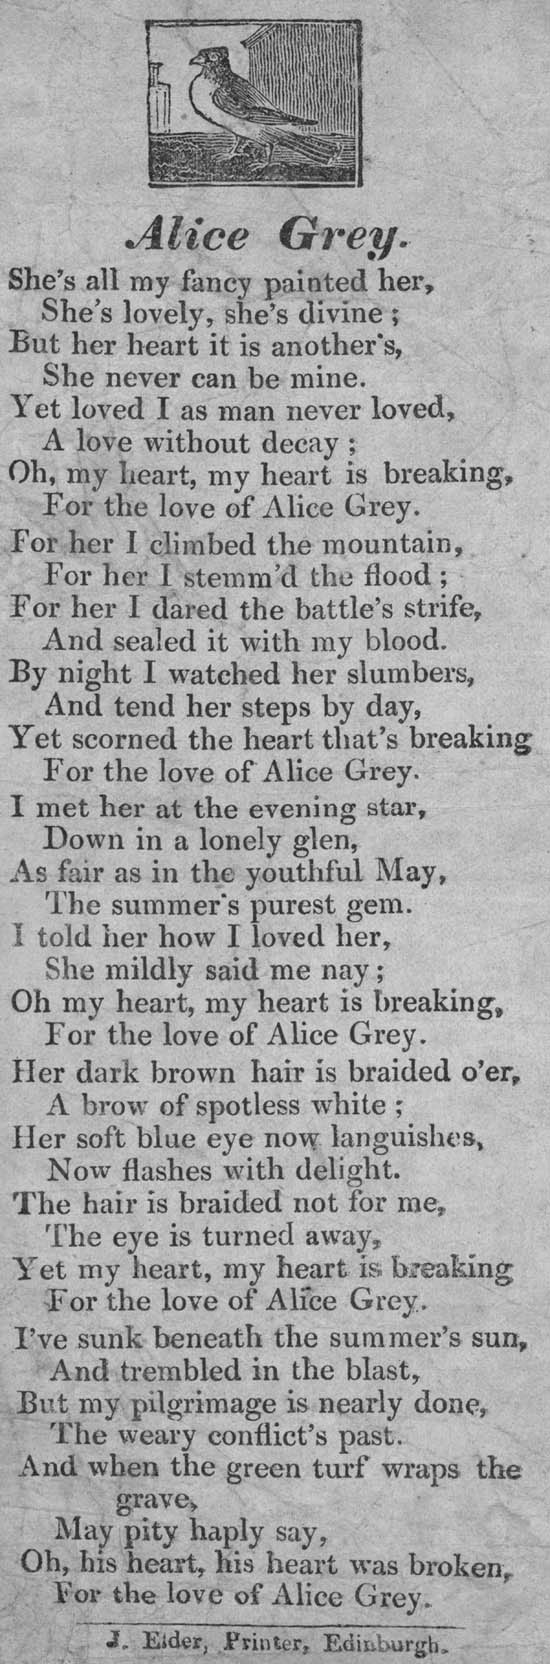 Alice Grey.
She's all my fancy painted her,
She's lovely, she's divine;
But her heart it is another's,
She never can be mine.
Yet loved I as man never loved,
A love without decay;
Oh, my heart, my heart is breaking,
For the love of Alice Grey.
For her I climbed the mountain,
For her I stemm'd the flood;
For her I dared the battle's strife,
And sealed it with my blood.
By night I watched her slumbers,
And tend her steps by day,
Yet scorned the heart that's breaking
For the love of Alice Grey.
I met her at the evening star,
Down in a lonely glen,
As fair as in the youthful May,
The summer's purest gem.
I told her how I loved her,
She mildly said me nay;
Oh my heart, my heart is breaking,
For the love of Alice Grey.
Her dark brown hair is braided o'er,
A brow of spotless white;
Her soft blue eye now languishes,
Now flashes with delight.
The hair is braided not for me,
The eye is turned away,
Yet my heart, my heart is breaking
For the love of Alice Grey.
I've sunk beneath the summer's sun,
And trembled in the blast,
But my pilgrimage is nearly done,
The weary conflict's past.
And when the green turf wraps the
grave,
May pity haply say,
Oh, his heart, his heart was broken,
For the love of Alice Grey.
J. Elder, Printer, Edinburgh.